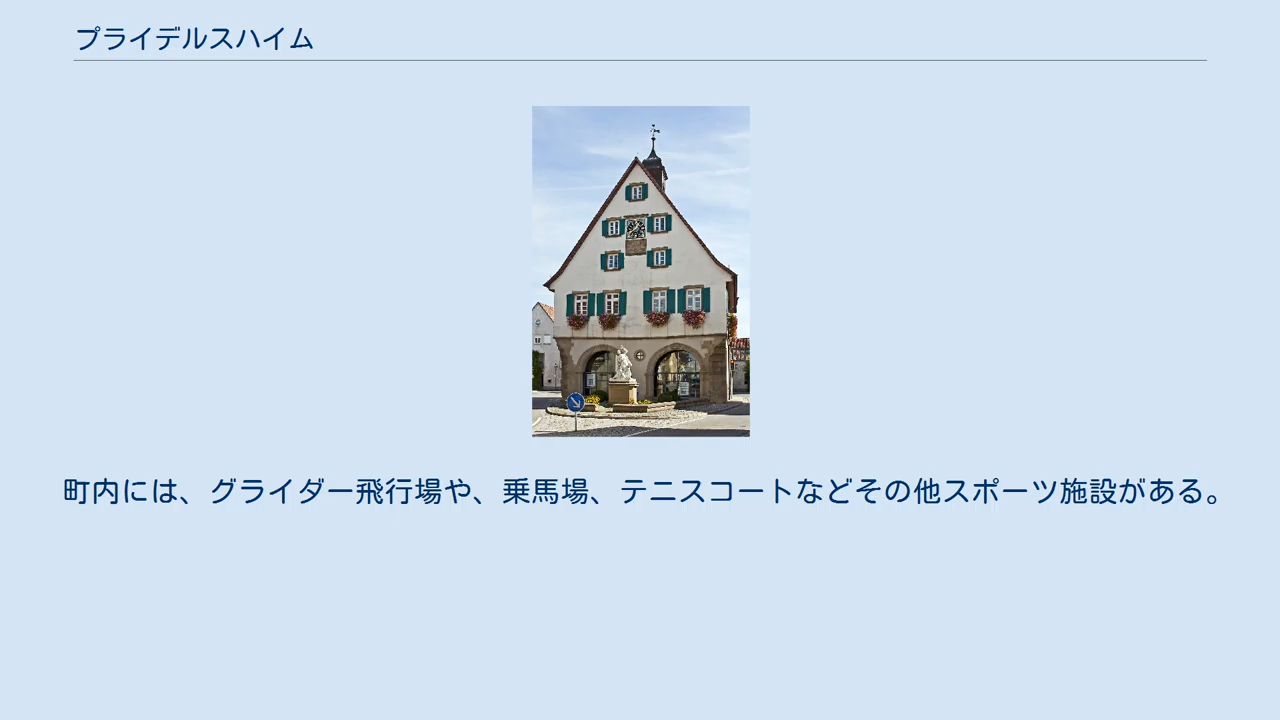 プライデルスハイム
町内には、グライダー飛行場や、乗馬場、テニスコートなどその他スポーツ施設がある。